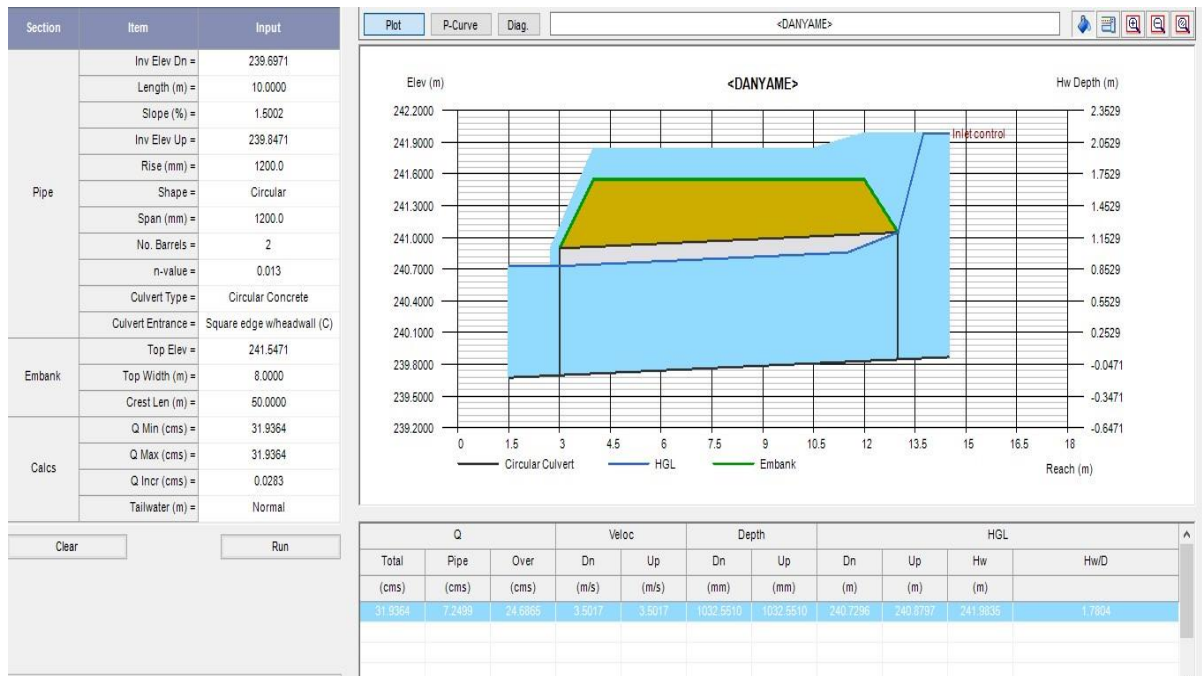 Section Item Input
Inv Elev Dn = 239.6971
Length (m) = 10.0000
Slope (%) = 1.5002
Inv Elev Up = 239.8471
Rise (mm) = 1200.0
Pipe Shape = Circular
Span (mm) = 1200.0
No. Barrels = 2
n-value = 0.013
Culvert Type = Circular Concrete
Culvert Entrance = Square edge w/headwall (C)
Top Elev = 241.5471
Embank Top Width (m) = 8.0000
Crest Len (m) = 50.0000
Q Min (cms) = 31.9364
Calcs Q Max (cms) = 31.9364
Q Incr (cms) = 0.0283
Tailwater (m) = Normal
Clear Run
Plot P-Curve Diag. <DANYAME>
Elev (m) <DANYAME> Hw Depth (m)
242.2000 2.3529
241.9000 Inlet control 2.0529
241.6000 1.7529
241.3000 1.4529
241.0000 1.1529
240.7000 0.8529
240.4000 0.5529
240.1000 0.2529
239.8000 -0.0471
239.5000 -0.3471
239.2000 -0.6471
0 1.5 3 4.5 6 7.5 9 10.5 12 13.5 15 16.5 18
Circular Culvert HGL Embank Reach (m)
Q Veloc Depth HGL
Total Pipe Over Dn Up Dn Up Dn Up Hw Hw/D
(cms) (cms) (cms) (m/s) (m/s) (mm) (mm) (m) (m) (m)
31.9364 7.2499 24.6865 3.5017 3.5017 1032.5510 1032.5510 240.7296 240.8797 241.9835 1.7804